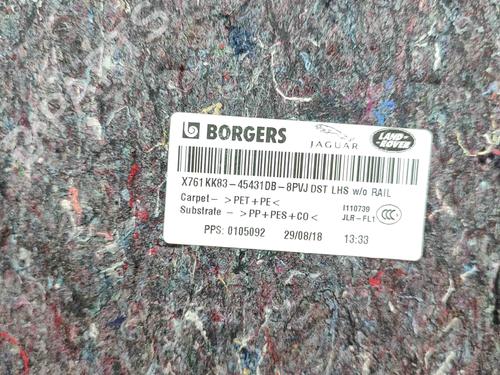 BORGERS
JAGUAR
LAND ROVER
X761 KK83-45431DB-8PVJ DST LHS w/o RAIL
Carpet- >PET+PE<
I110739
Substrate- >PP+PES+CO<
JLR-FL1
CCC
PPS: 0105092 29/08/18 13:33